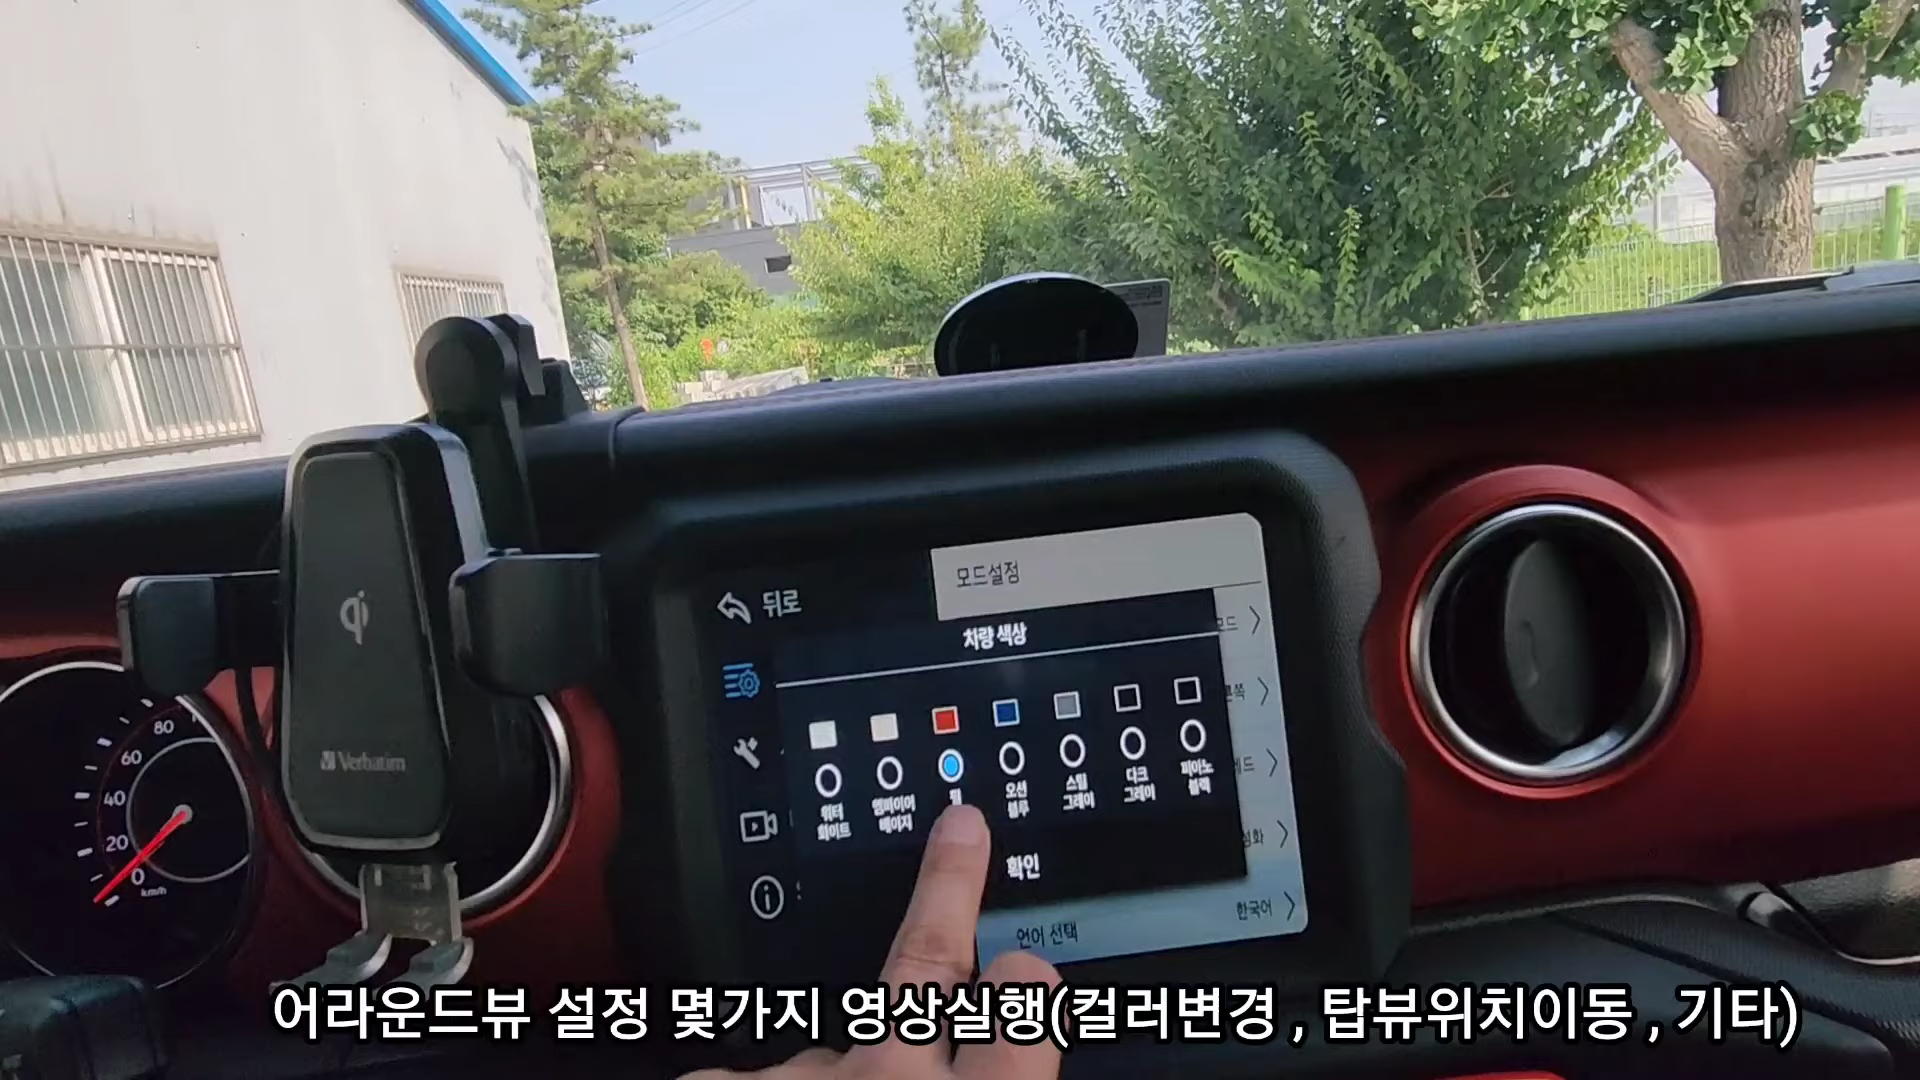 모드설정
뒤로
차량 색상
워터
화이트
엠파이어
베이지
오션
블루
스틸
그레이
다크
그레이
피아노
블랙
확인
언어 선택
한국어
qi
Verbatim
80
60
40
20
0
km/h
어라운드뷰 설정 몇가지 영상실행(컬러변경 , 탑뷰위치이동 , 기타)